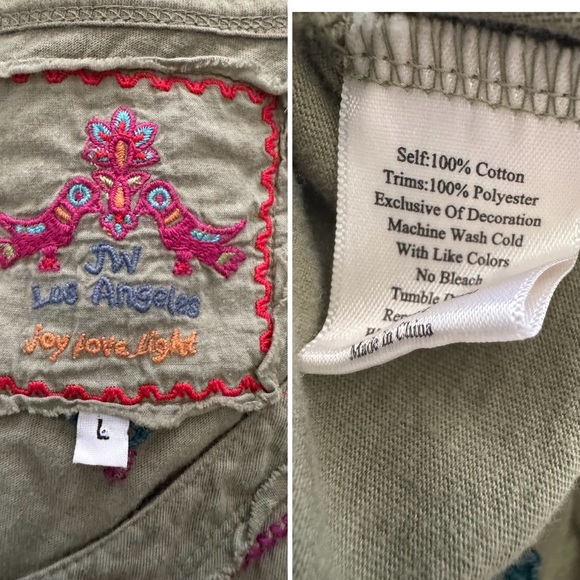 JW
Los Angeles
Joy Love Light
L
Self:100% Cotton
Trims:100% Polyester
Exclusive Of Decoration
Machine Wash Cold
With Like Colors
No Bleach
Tumble
Made in China